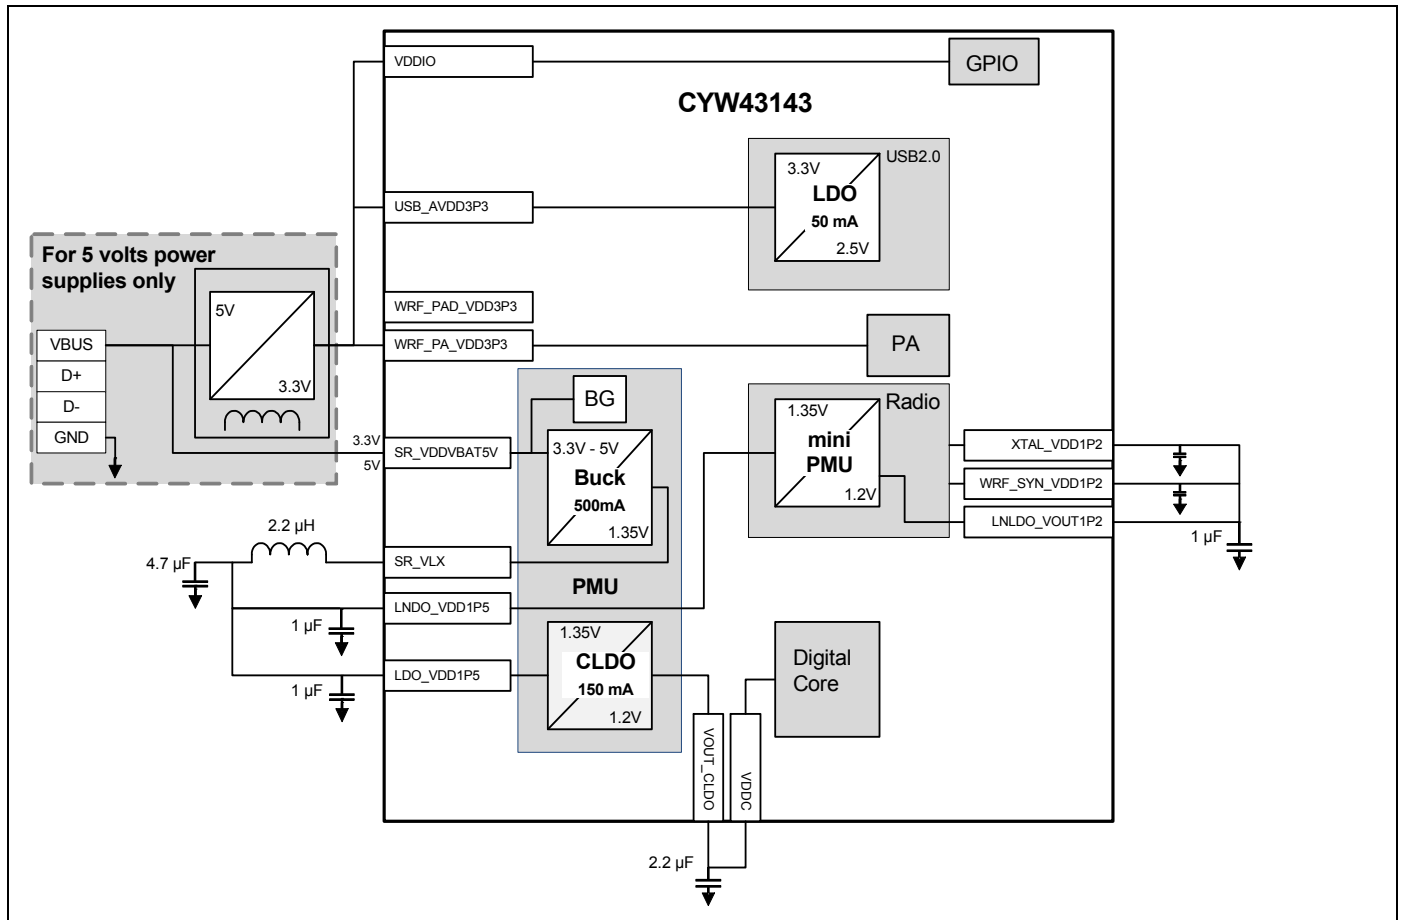 VDDIO
GPIO
CYW43143
USB2.0
3.3V
LDO
50 mA
2.5V
USB_AVDD3P3
For 5 volts power
supplies only
5V
3.3V
WRF_PAD_VDD3P3
WRF_PA_VDD3P3
PA
VBUS
D+
D-
GND
BG
Radio
1.35V
mini
PMU
1.2V
3.3V
5V
SR_VDDVBAT5V
3.3V - 5V
Buck
500mA
1.35V
XTAL_VDD1P2
WRF_SYN_VDD1P2
LNLDO_VOUT1P2
1 µF
2.2 µH
4.7 µF
SR_VLX
PMU
LNDO_VDD1P5
1 µF
1.35V
CLDO
150 mA
1.2V
LDO_VDD1P5
1 µF
Digital
Core
VOUT_CLDO
VDDC
2.2 µF